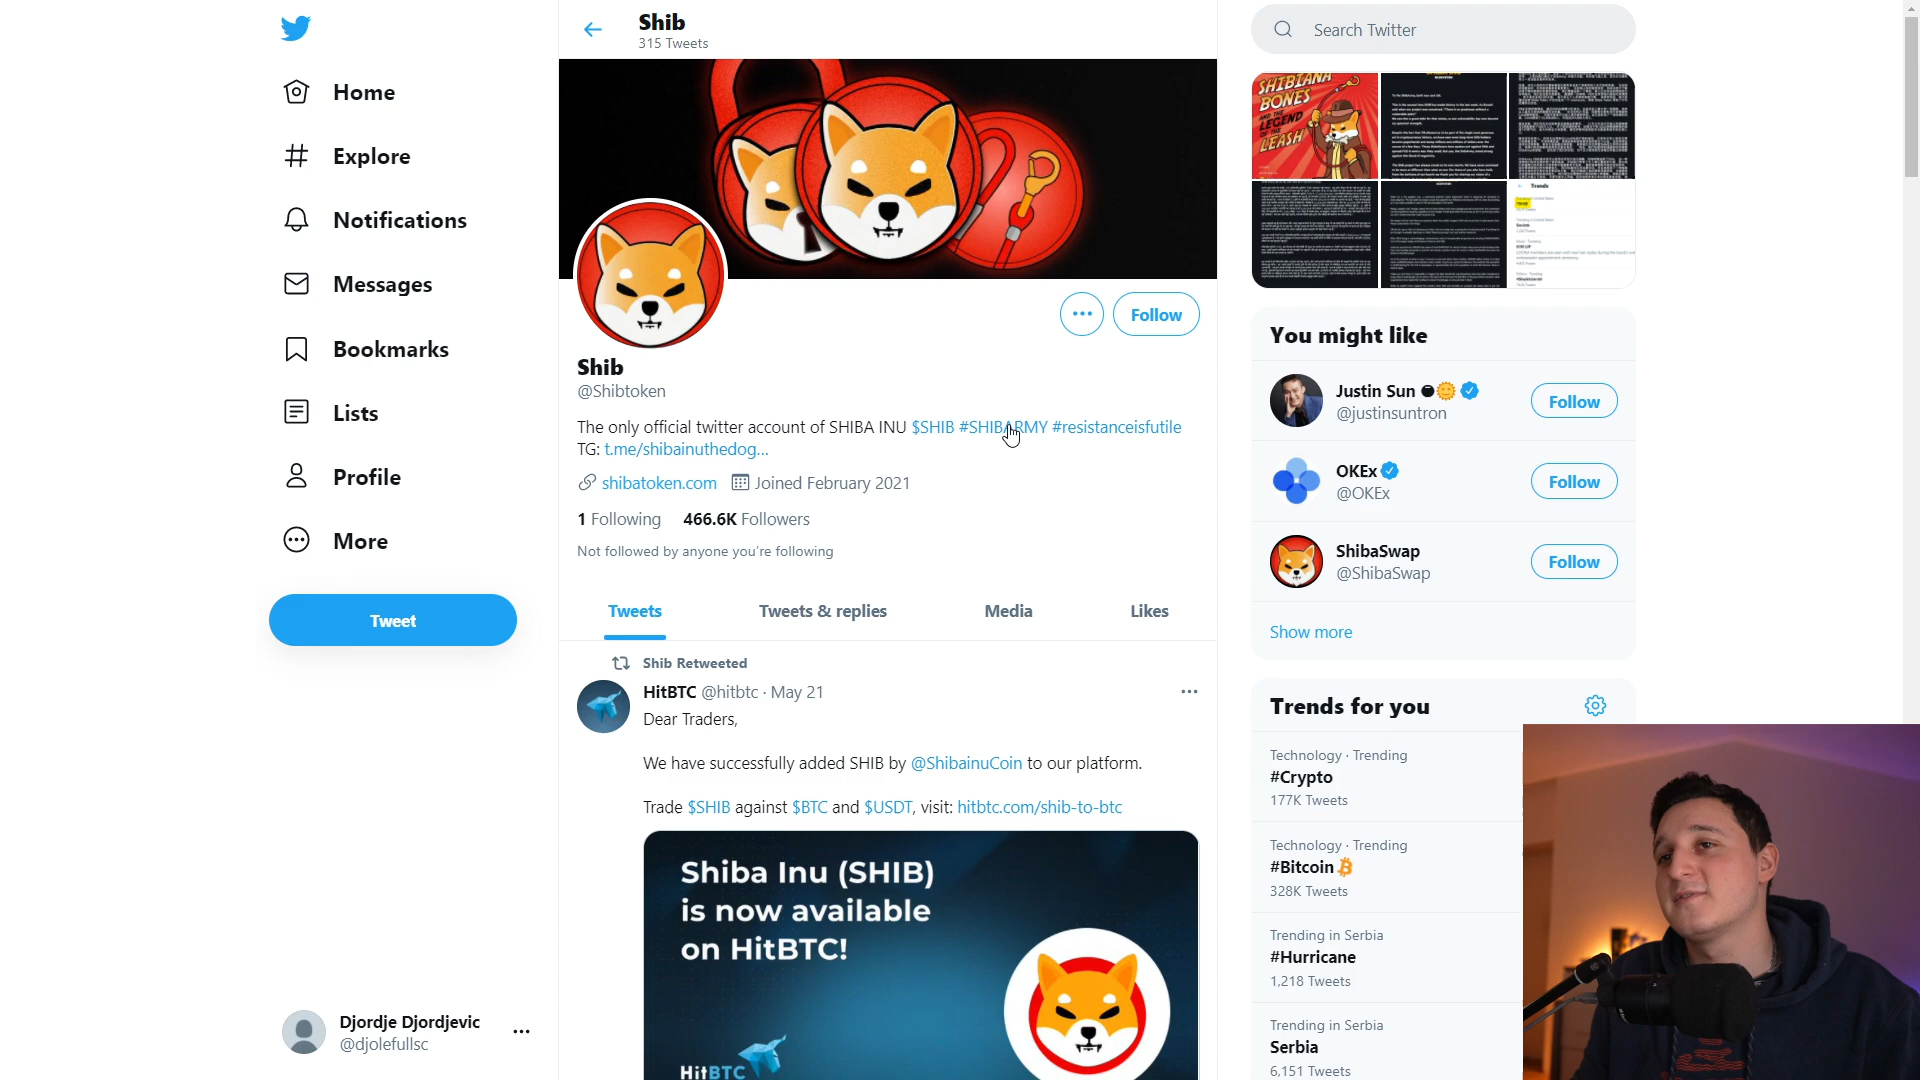 Home
Explore
Notifications
Messages
Bookmarks
Lists
Profile
More
Tweet
Djordje Djordjevic
@djolefullsc
Shib
315 Tweets
Follow
Shib
@Shibtoken
The only official twitter account of SHIBA INU $SHIB #SHIBARMY #resistanceisfutile
TG: t.me/shibainuthedog...
shibatoken.com Joined February 2021
1 Following 466.6K Followers
Not followed by anyone you're following
Tweets Tweets & replies Media Likes
Shib Retweeted
HitBTC @hitbtc · May 21
Dear Traders,
We have successfully added SHIB by @ShibainuCoin to our platform.
Trade $SHIB against $BTC and $USDT, visit: hitbtc.com/shib-to-btc
Shiba Inu (SHIB)
is now available
on HitBTC!
HitBTC
Search Twitter
SHIBIANA
BONES
AND THE
LEGEND
OF THE
LEASH
Trends
You might like
Justin Sun
@justinsuntron
Follow
OKEx
@OKEx
Follow
ShibaSwap
@ShibaSwap
Follow
Show more
Trends for you
Technology · Trending
#Crypto
177K Tweets
Technology · Trending
#Bitcoin
328K Tweets
Trending in Serbia
#Hurricane
1,218 Tweets
Trending in Serbia
Serbia
6,151 Tweets